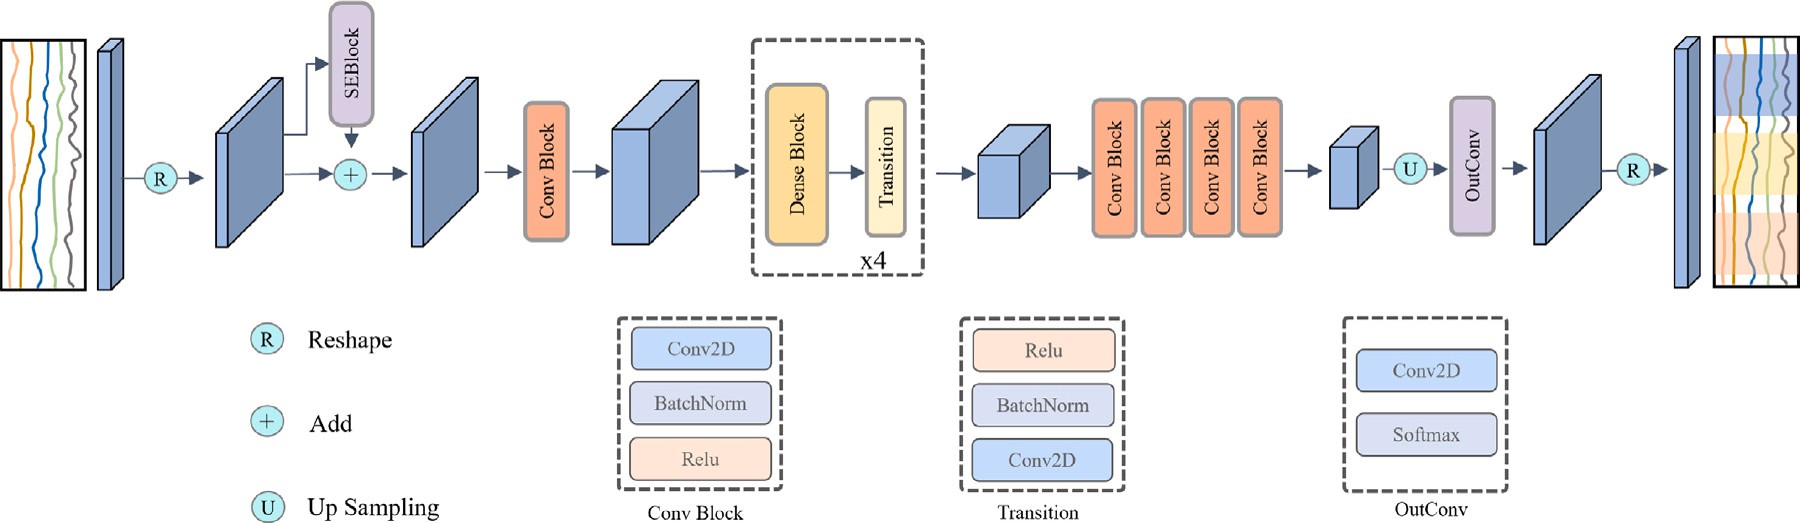 SEBlock
R
+
Conv Block
Dense Block
Transition
x4
Conv Block
Conv Block
Conv Block
Conv Block
U
OutConv
R
R Reshape
+ Add
U Up Sampling
Conv2D
BatchNorm
Relu
Conv Block
Relu
BatchNorm
Conv2D
Transition
Conv2D
Softmax
OutConv